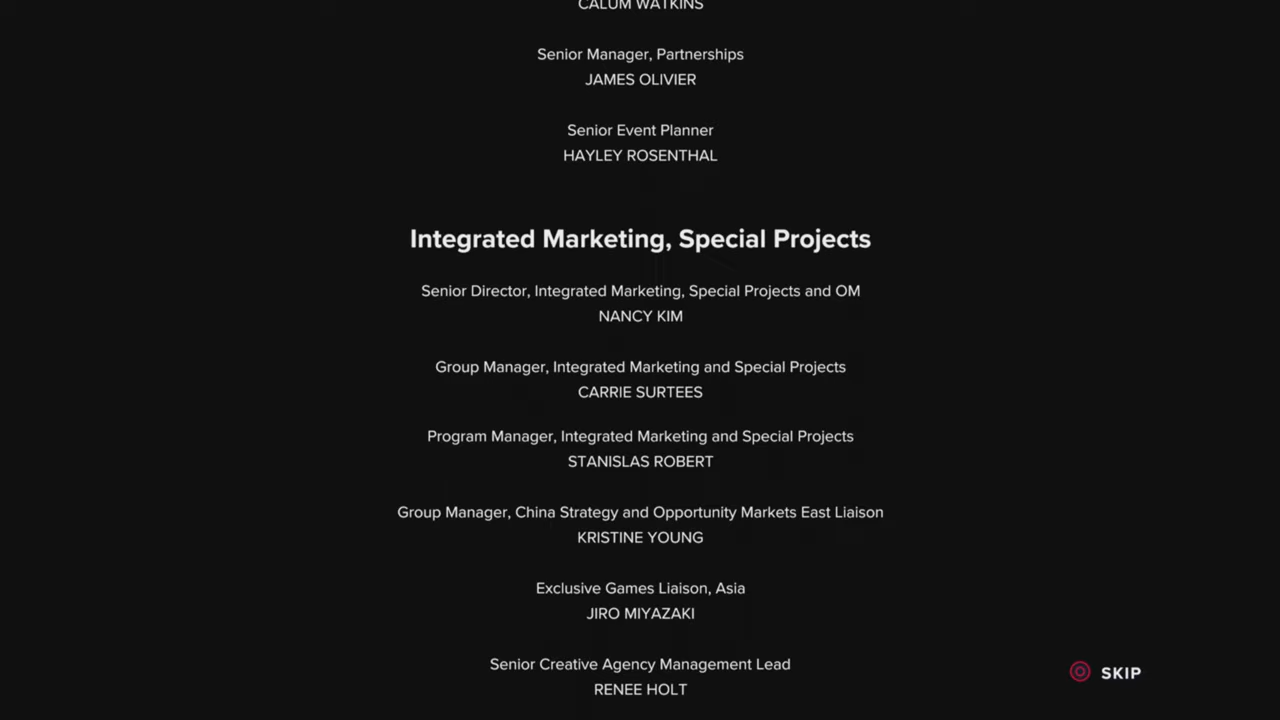 CALUM WATKINS
Senior Manager, Partnerships
JAMES OLIVIER
Senior Event Planner
HAYLEY ROSENTHAL
Integrated Marketing, Special Projects
Senior Director, Integrated Marketing, Special Projects and OM
NANCY KIM
Group Manager, Integrated Marketing and Special Projects
CARRIE SURTEES
Program Manager, Integrated Marketing and Special Projects
STANISLAS ROBERT
Group Manager, China Strategy and Opportunity Markets East Liaison
KRISTINE YOUNG
Exclusive Games Liaison, Asia
JIRO MIYAZAKI
Senior Creative Agency Management Lead
RENEE HOLT
SKIP